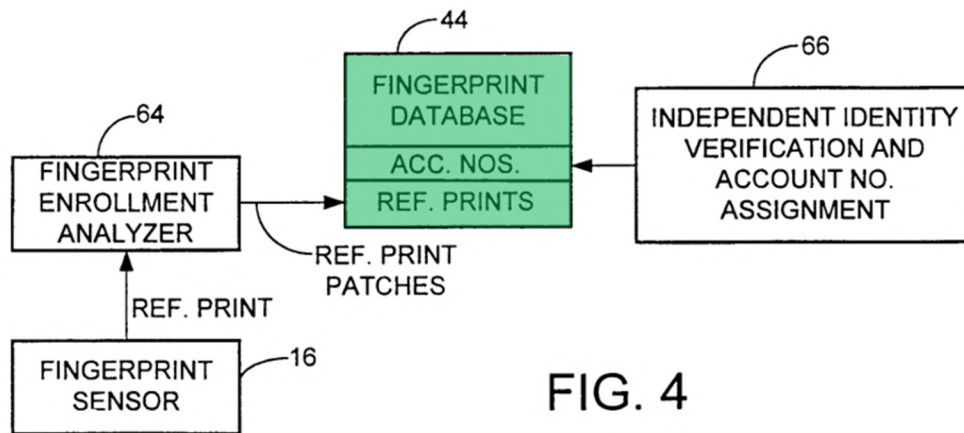 44
FINGERPRINT
DATABASE
ACC. NOS.
REF. PRINTS
66
INDEPENDENT IDENTITY
VERIFICATION AND
ACCOUNT NO.
ASSIGNMENT
64
FINGERPRINT
ENROLLMENT
ANALYZER
REF. PRINT
PATCHES
REF. PRINT
FINGERPRINT
SENSOR
16
FIG. 4